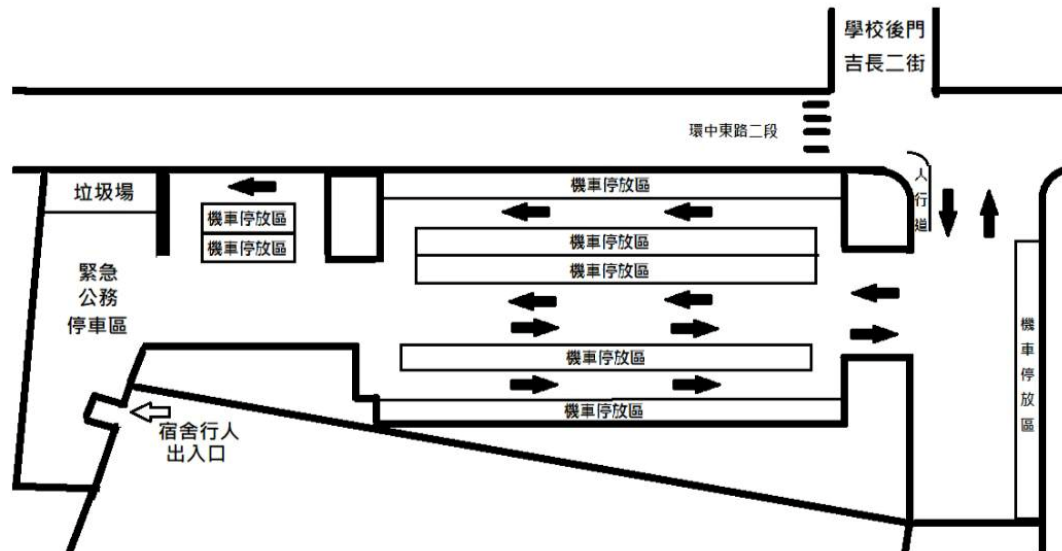 學校後門
吉長二街
環中東路二段
人行道
垃圾場
機車停放區
機車停放區
機車停放區
機車停放區
機車停放區
緊急
公務
停車區
機車停放區
機車停放區
機車停放區
宿舍行人
出入口